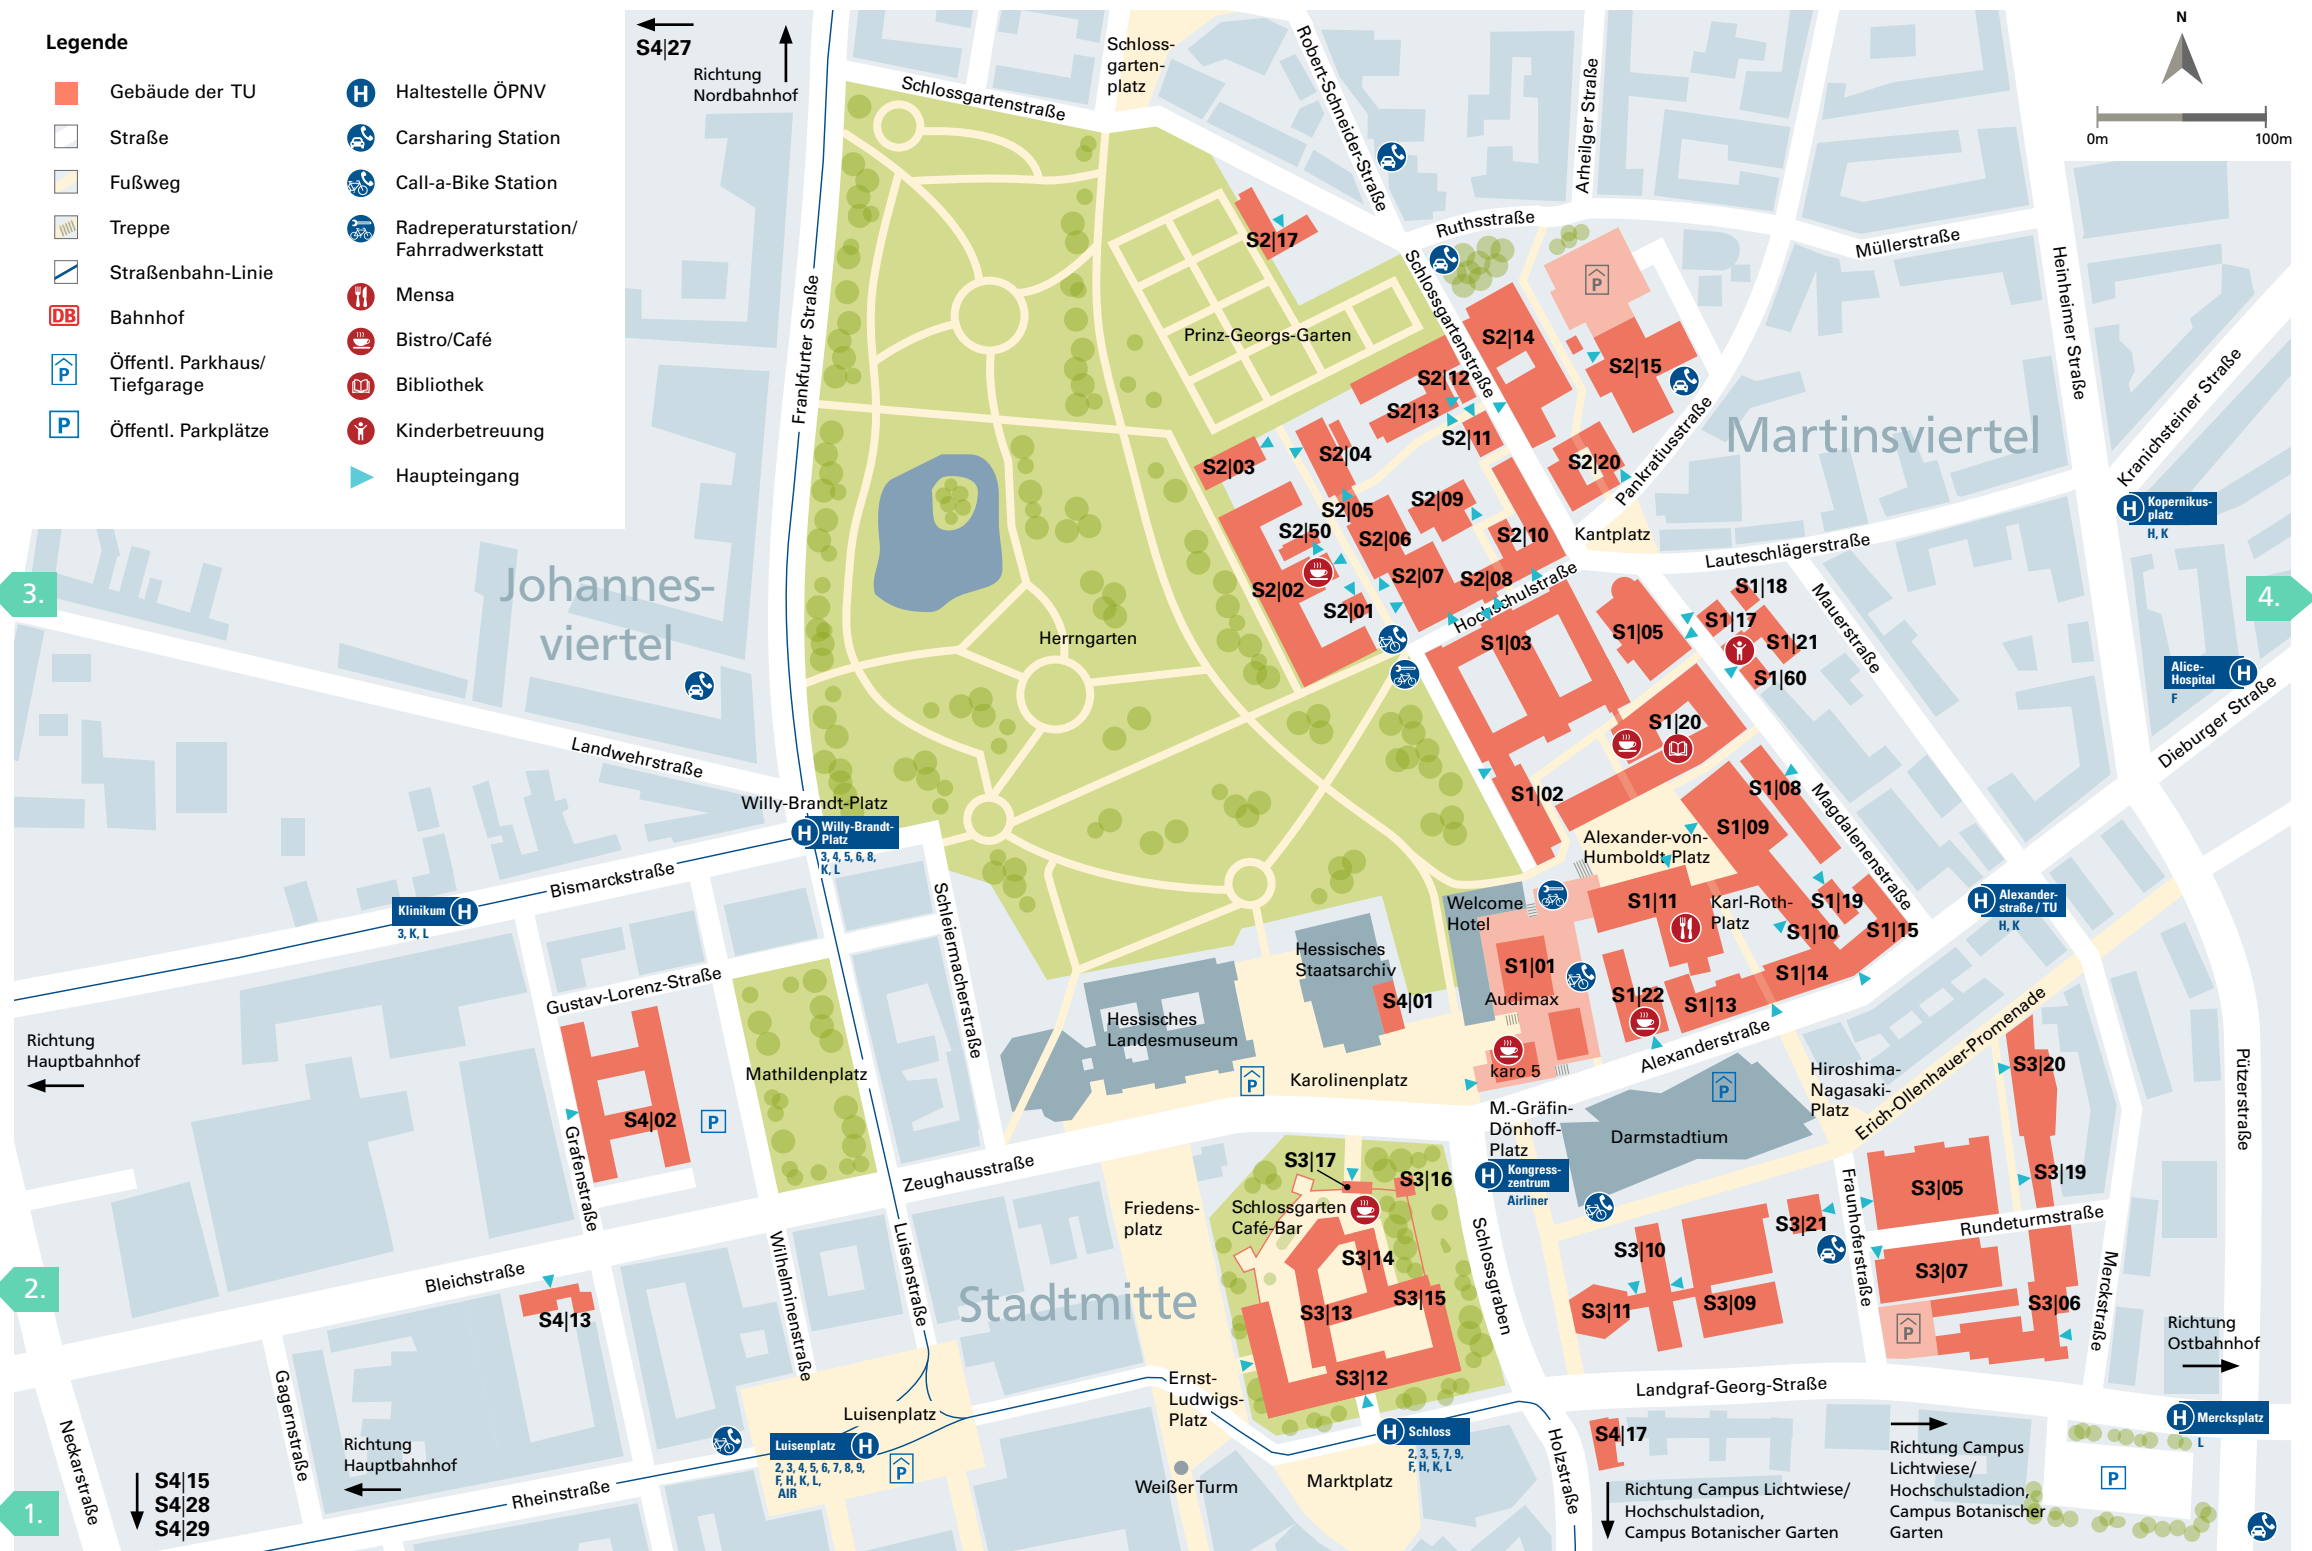 Legende
Gebäude der TU
Straße
Fußweg
Treppe
Straßenbahn-Linie
DB
Bahnhof
P
Öffentl. Parkhaus/
Tiefgarage
P
Öffentl. Parkplätze
H
Haltestelle ÖPNV
Carsharing Station
Call-a-Bike Station
Radreperaturstation/
Fahrradwerkstatt
Mensa
Bistro/Café
Bibliothek
Kinderbetreuung
Haupteingang
S4|27
Richtung
Nordbahnhof
Schloss-
garten-
platz
Schlossgartenstraße
Robert-Schneider-Straße
Arheilger Straße
N
0m
100m
Ruthsstraße
Müllerstraße
Heinheimer Straße
Kranichsteiner Straße
Frankfurter Straße
S2|17
Prinz-Georgs-Garten
Schlossgartenstraße
P
S2|14
S2|15
S2|12
S2|13
S2|11
S2|20
Pankratiusstraße
Martinsviertel
S2|03
S2|04
S2|05
S2|09
S2|50
S2|06
S2|10
S2|07
S2|08
S2|02
S2|01
Kantplatz
Lauteschlägerstraße
H
Kopernikus-
platz
H, K
3.
Johannes-
viertel
Herrngarten
Hochschulstraße
S1|03
S1|05
S1|18
S1|17
S1|21
S1|60
Mauerstraße
4.
Alice-
Hospital
H
F
Dieburger Straße
Landwehrstraße
S1|20
S1|02
S1|08
S1|09
Magdalenenstraße
Alexander-von-
Humboldt-Platz
Willy-Brandt-Platz
H
Willy-Brandt-
Platz
3, 4, 5, 6, 8,
K, L
Bismarckstraße
Klinikum
H
3, K, L
Schleiermacherstraße
Welcome
Hotel
S1|11
Karl-Roth-
Platz
S1|19
S1|10
S1|15
S1|14
S1|13
S1|22
S1|01
Audimax
karo 5
H
Alexander-
straße / TU
H, K
Hessisches
Staatsarchiv
S4|01
Hessisches
Landesmuseum
Gustav-Lorenz-Straße
Richtung
Hauptbahnhof
Mathildenplatz
S4|02
P
Grafenstraße
P
Karolinenplatz
Alexanderstraße
P
Darmstadtium
M.-Gräfin-
Dönhoff-
Platz
H
Kongress-
zentrum
Airliner
Hiroshima-
Nagasaki-
Platz
Erich-Ollenhauer-Promenade
S3|20
S3|19
Pützerstraße
Zeughausstraße
Friedens-
platz
S3|17
S3|16
Schlossgarten
Café-Bar
S3|14
S3|13
S3|15
S3|12
Schlossgraben
S3|10
S3|11
S3|09
S3|21
Fraunhoferstraße
S3|05
Rundeturmstraße
S3|07
S3|06
P
Merckstraße
Richtung
Ostbahnhof
2.
Bleichstraße
S4|13
Wilhelminenstraße
Luisenstraße
Stadtmitte
Gagernstraße
Neckarstraße
Richtung
Hauptbahnhof
Luisenplatz
Luisenplatz
H
2, 3, 4, 5, 6, 7, 8, 9,
F, H, K, L,
AIR
P
Ernst-
Ludwigs-
Platz
Weißer Turm
H
Schloss
2, 3, 5, 7, 9,
F, H, K, L
Marktplatz
Holzstraße
Landgraf-Georg-Straße
S4|17
Richtung Campus Lichtwiese/
Hochschulstadion,
Campus Botanischer Garten
Richtung Campus
Lichtwiese/
Hochschulstadion,
Campus Botanischer
Garten
H
Mercksplatz
L
P
1.
S4|15
S4|28
S4|29
Rheinstraße